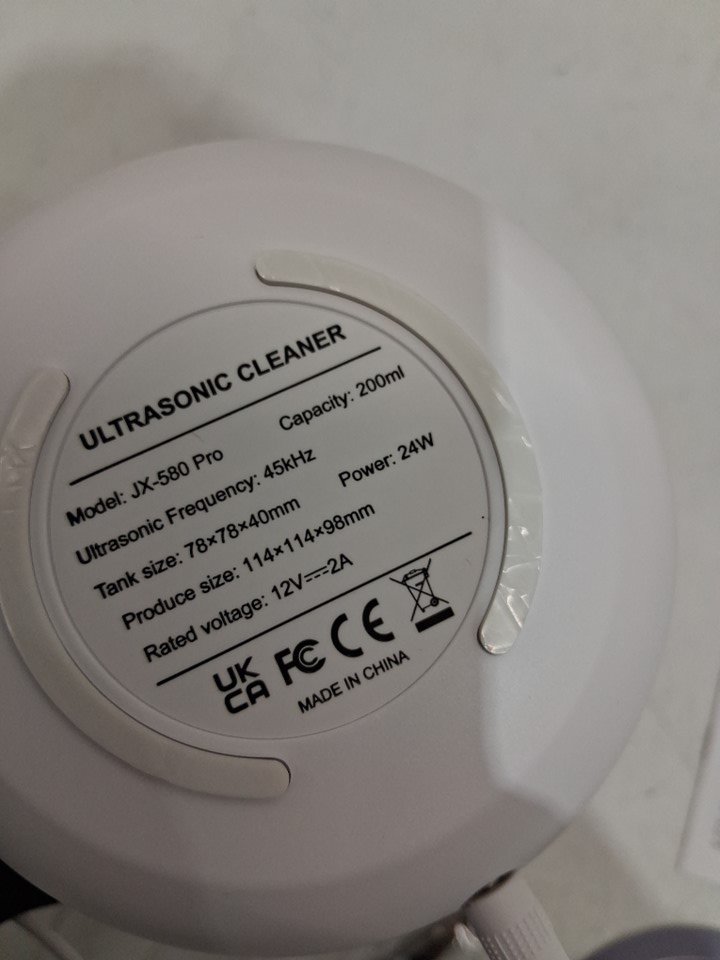 ULTRASONIC CLEANER
Model: JX-580 Pro Capacity: 200ml
Ultrasonic Frequency: 45kHz
Tank size: 78×78×40mm Power: 24W
Produce size: 114×114×98mm
Rated voltage: 12V⎓2A
UK
CA FC CE
MADE IN CHINA